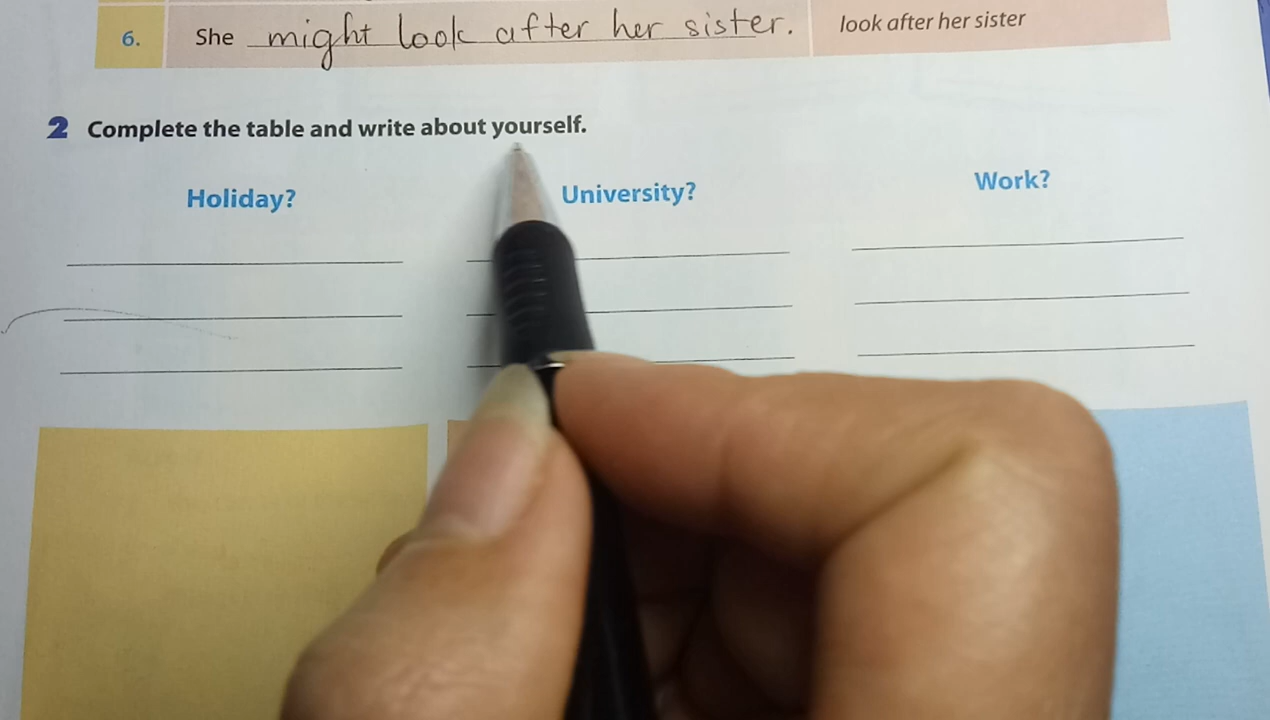 6. She might look after her sister. look after her sister
2 Complete the table and write about yourself.
Holiday? University? Work?